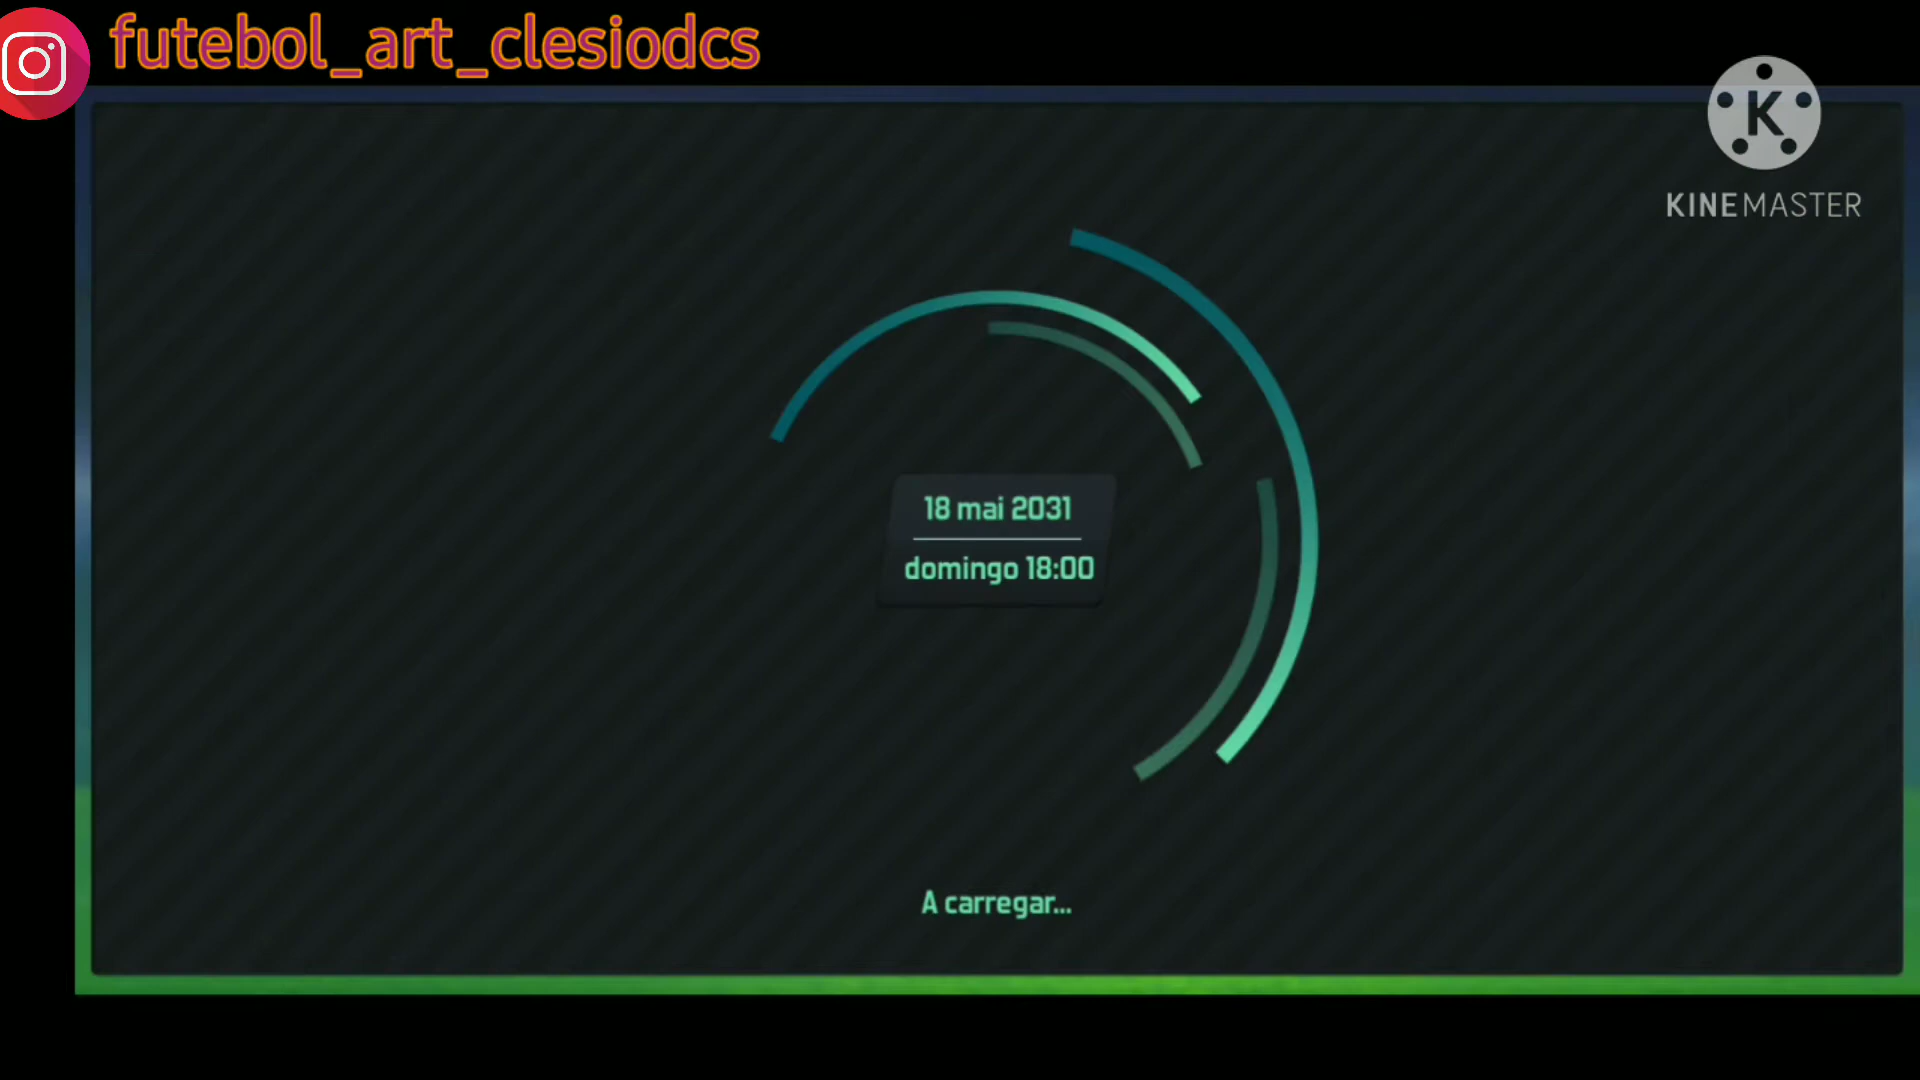 futebol_art_clesiodcs
K
KINEMASTER
18 mai 2031
domingo 18:00
A carregar...